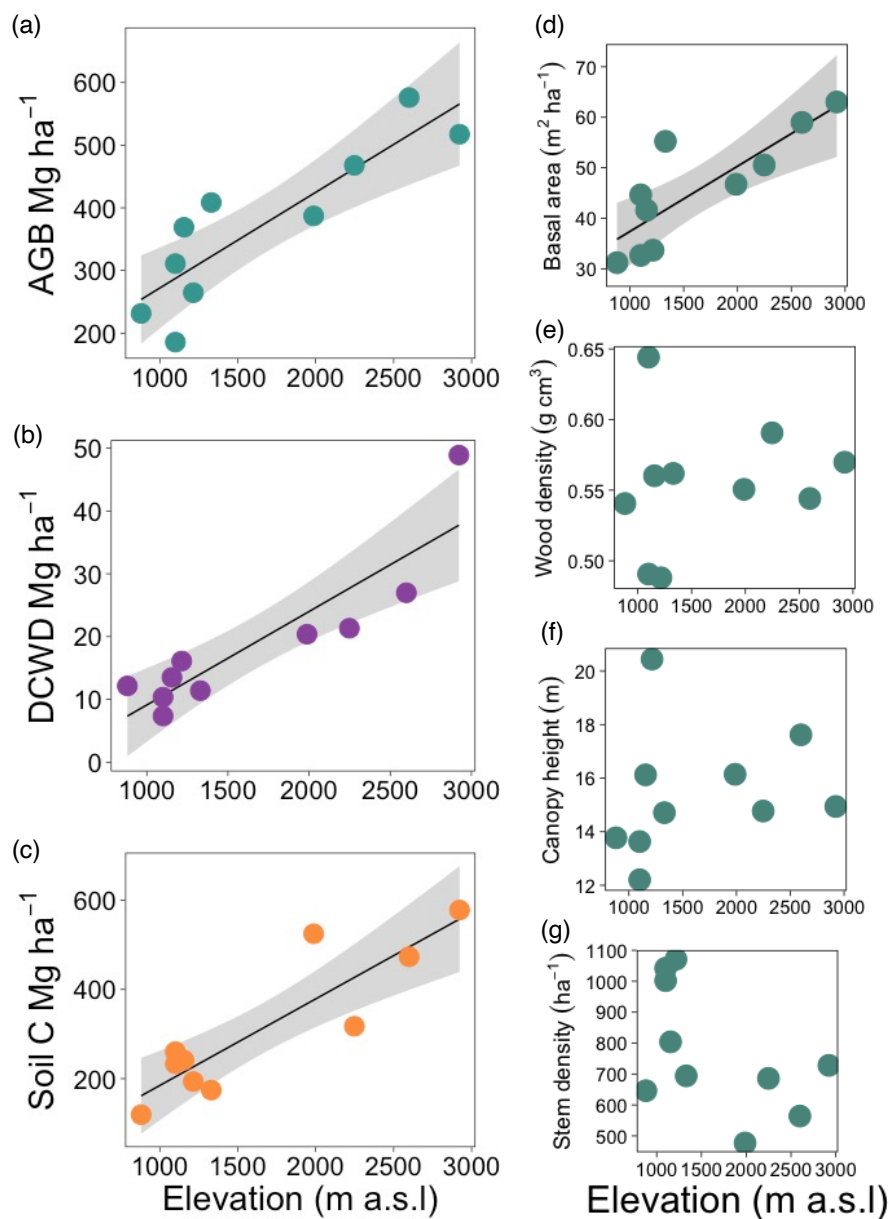 (a)
AGB Mg ha⁻¹
600
500
400
300
200
1000 1500 2000 2500 3000
(b)
DCWD Mg ha⁻¹
50
40
30
20
10
0
1000 1500 2000 2500 3000
(c)
Soil C Mg ha⁻¹
600
400
200
1000 1500 2000 2500 3000
Elevation (m a.s.l)
(d)
Basal area (m² ha⁻¹)
70
60
50
40
30
1000 1500 2000 2500 3000
(e)
Wood density (g cm³)
0.65
0.60
0.55
0.50
1000 1500 2000 2500 3000
(f)
Canopy height (m)
20
18
16
14
12
1000 1500 2000 2500 3000
(g)
Stem density (ha⁻¹)
1100
1000
900
800
700
600
500
1000 1500 2000 2500 3000
Elevation (m a.s.l)